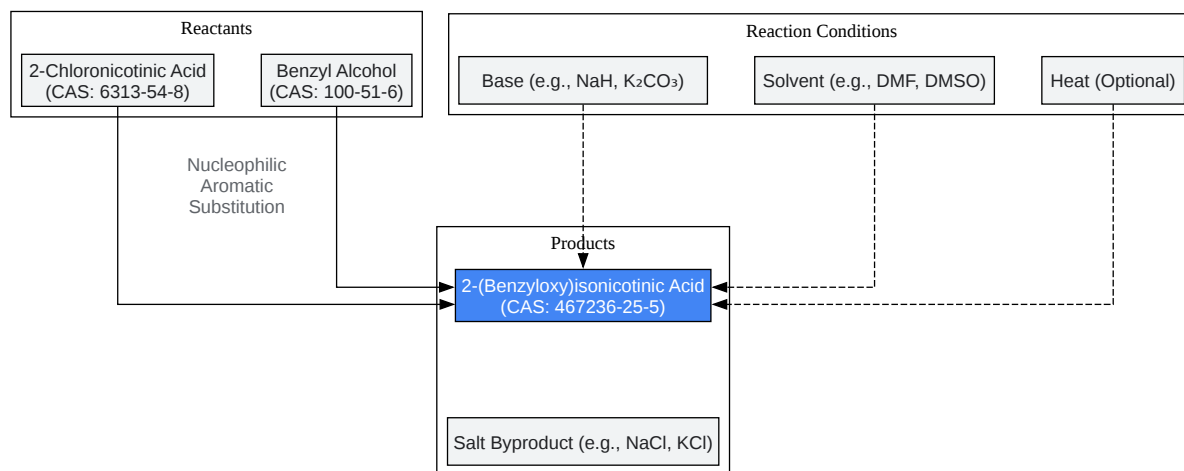 Reactants
2-Chloronicotinic Acid
(CAS: 6313-54-8)
Benzyl Alcohol
(CAS: 100-51-6)
Reaction Conditions
Base (e.g., NaH, K₂CO₃)
Solvent (e.g., DMF, DMSO)
Heat (Optional)
Nucleophilic
Aromatic
Substitution
Products
2-(Benzyloxy)isonicotinic Acid
(CAS: 467236-25-5)
Salt Byproduct (e.g., NaCl, KCl)